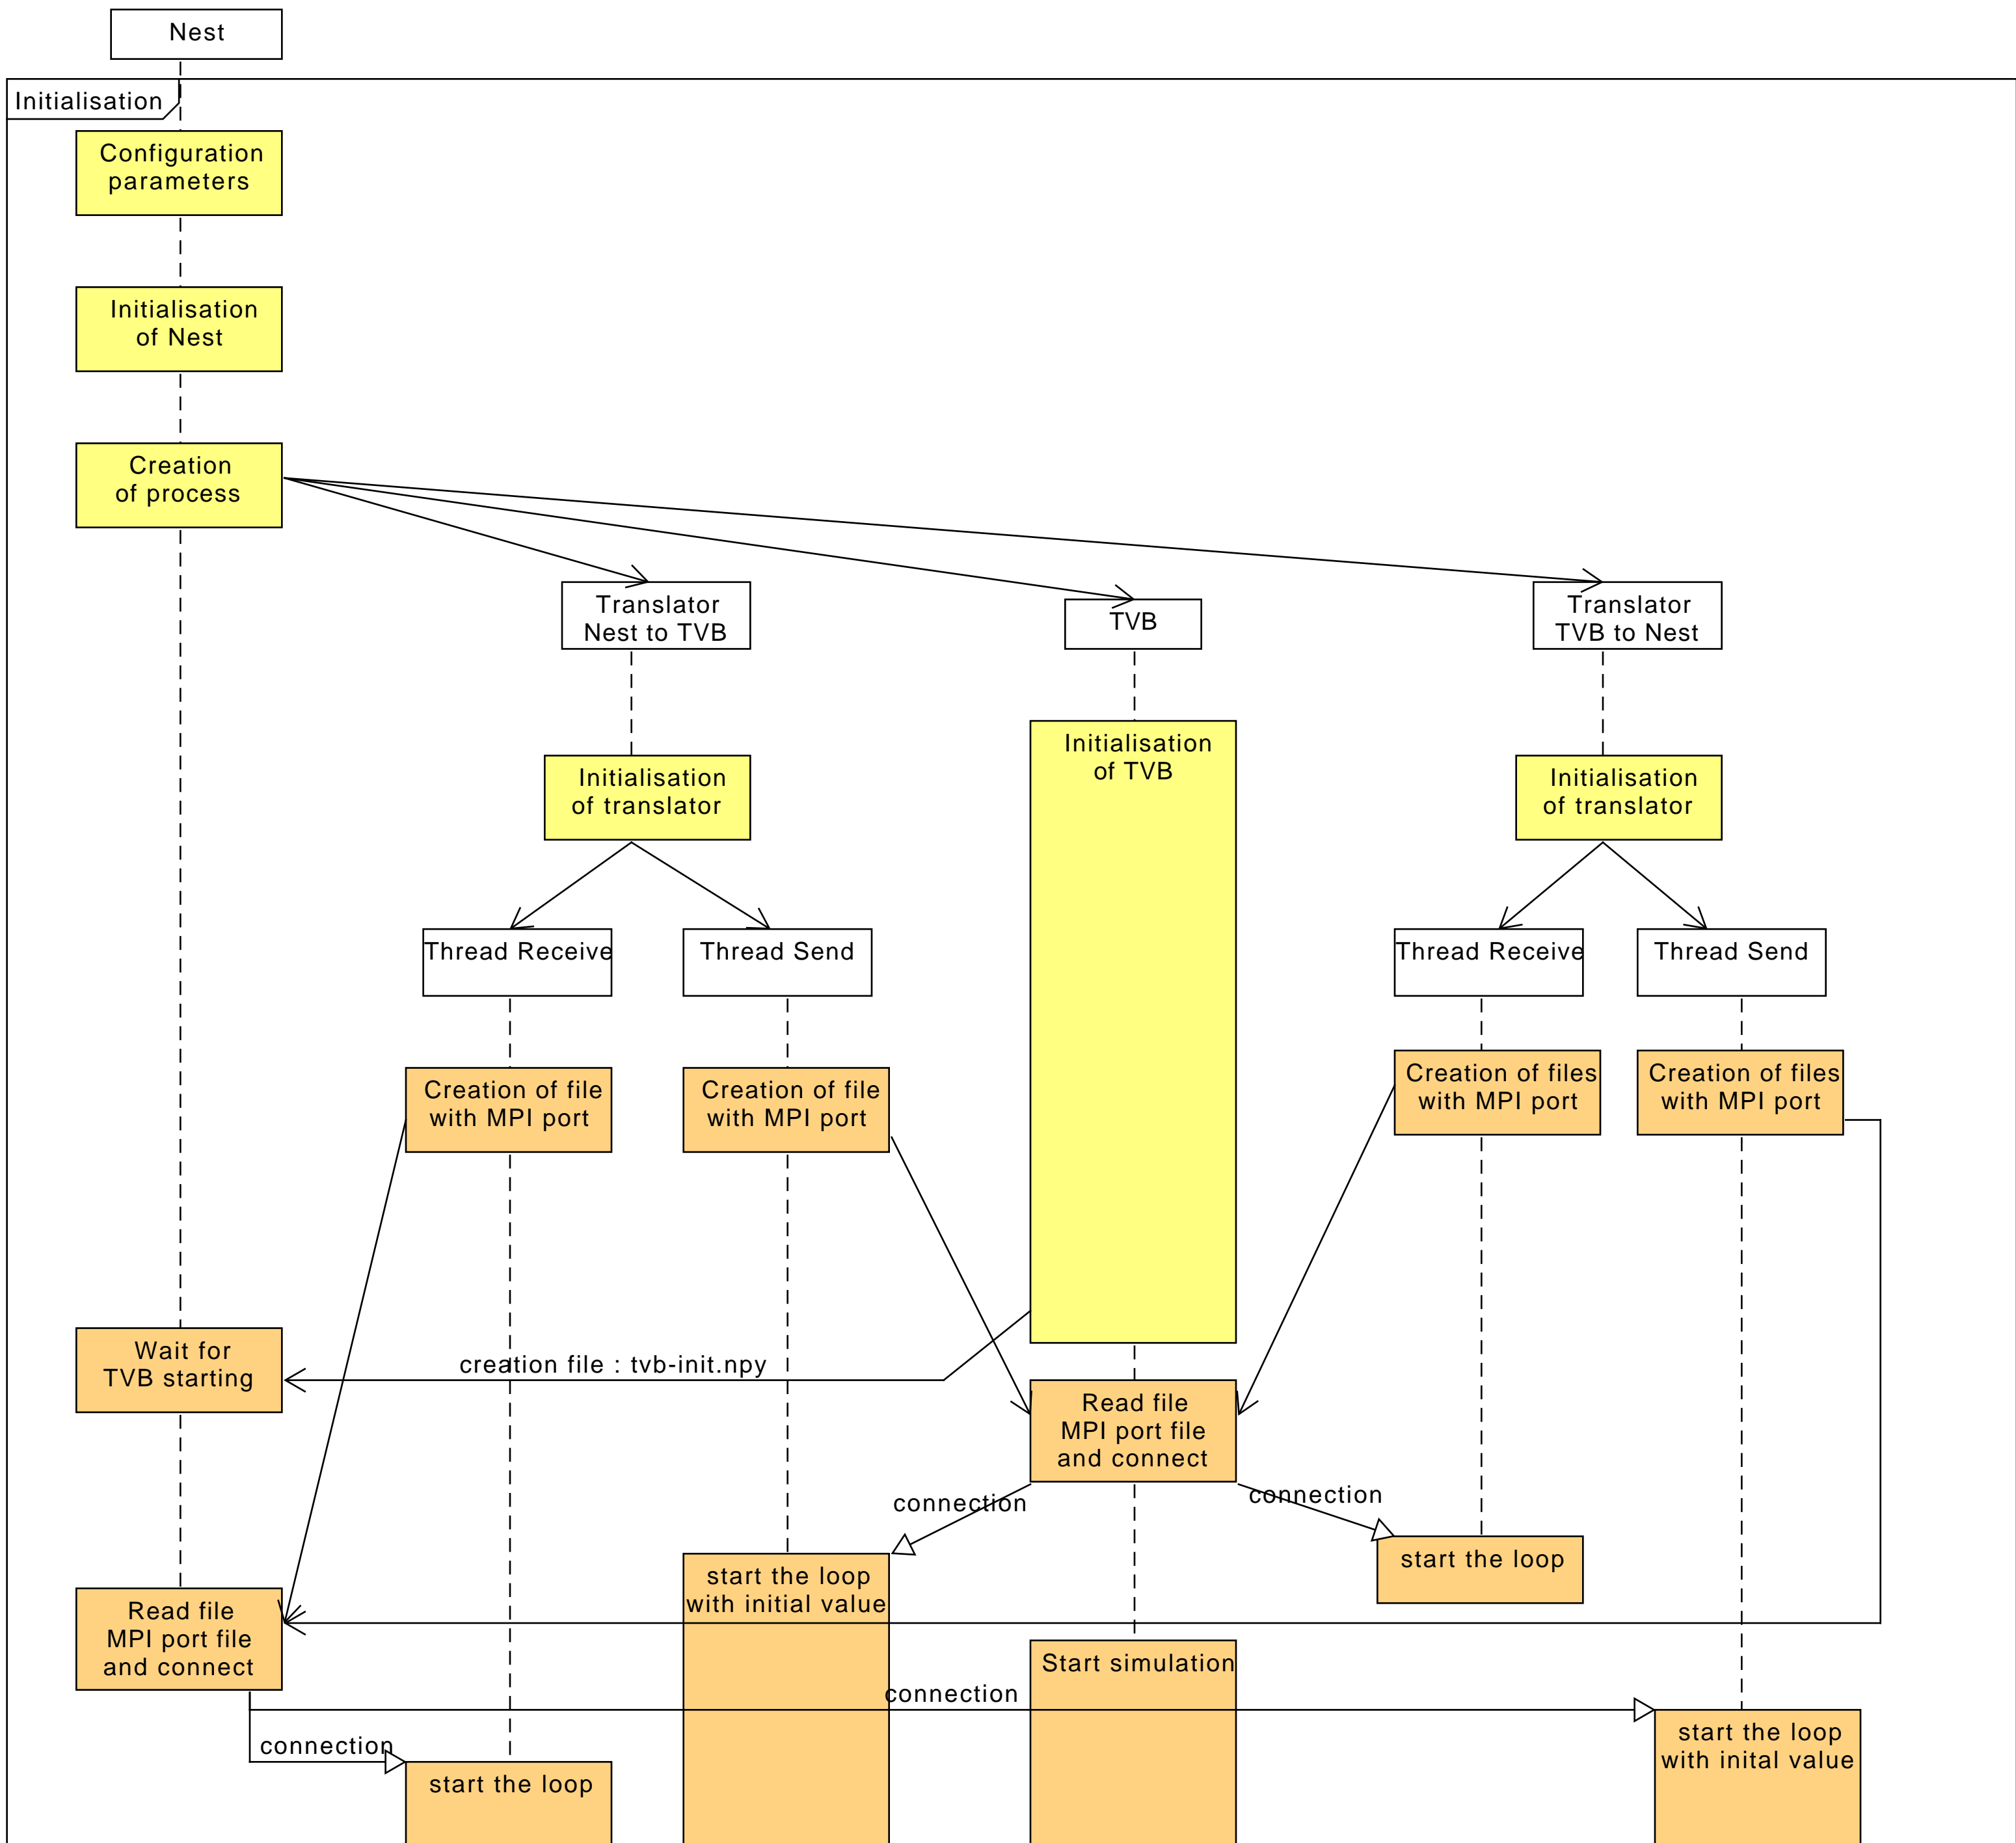 Nest
Initialisation
Configuration
parameters
Initialisation
of Nest
Creation
of process
Translator
Nest to TVB
TVB
Translator
TVB to Nest
Initialisation
of TVB
Initialisation
of translator
Initialisation
of translator
Thread Receive
Thread Send
Thread Receive
Thread Send
Creation of file
with MPI port
Creation of file
with MPI port
Creation of files
with MPI port
Creation of files
with MPI port
Wait for
TVB starting
creation file : tvb-init.npy
Read file
MPI port file
and connect
connection
connection
start the loop
start the loop
with initial value
Read file
MPI port file
and connect
Start simulation
connection
connection
start the loop
with inital value
start the loop